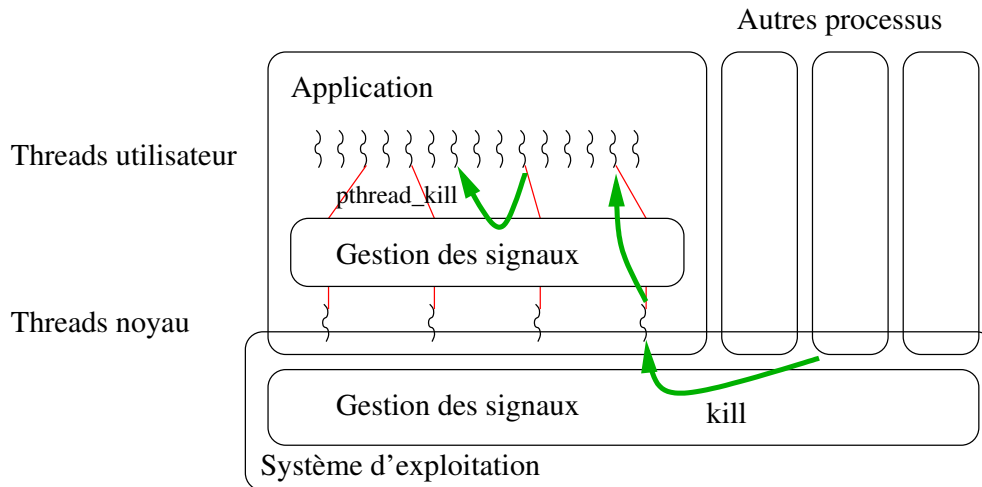 Autres processus
Application
Threads utilisateur
pthread_kill
Gestion des signaux
Threads noyau
Gestion des signaux
kill
Système d'exploitation